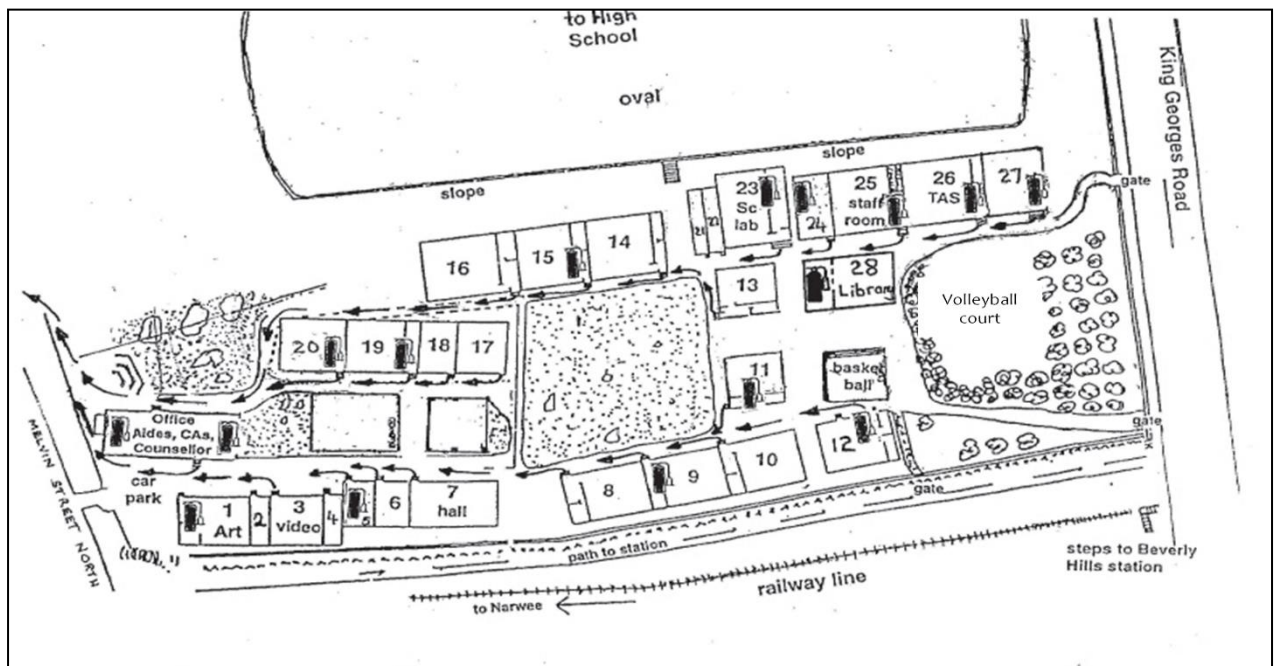 to High
School
oval
King Georges Road
slope
slope
gate
23
Sc
lab
22
21
24
25
staff
room
26
TAS
27
16
15
14
13
28
Library
Volleyball
court
20
19
18
17
11
basket
ball
12
gate
Office
Aides, CAs,
Counsellor
car
park
MELVIN STREET NORTH
1
Art
2
3
video
4
5
6
7
hall
8
9
10
gate
path to station
steps to Beverly
Hills station
railway line
to Narwee